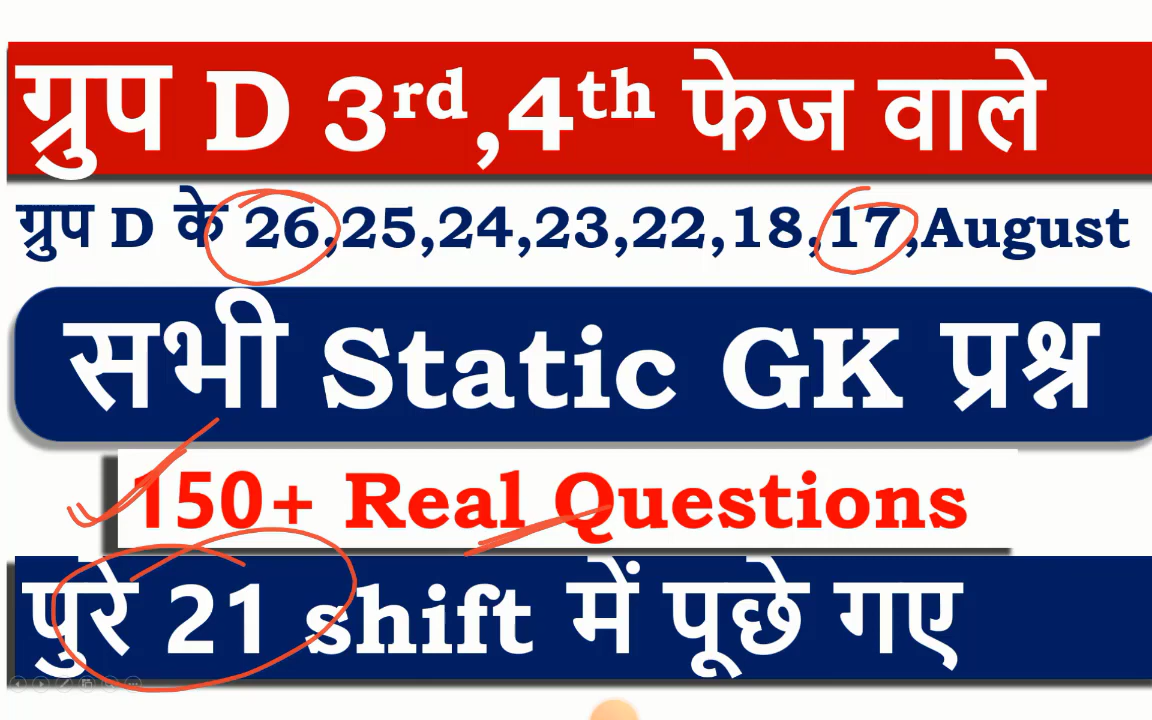 ग्रुप D 3rd,4th फेज वाले
ग्रुप D के 26,25,24,23,22,18,17,August
सभी Static GK प्रश्न
150+ Real Questions
पुरे 21 shift में पूछे गए